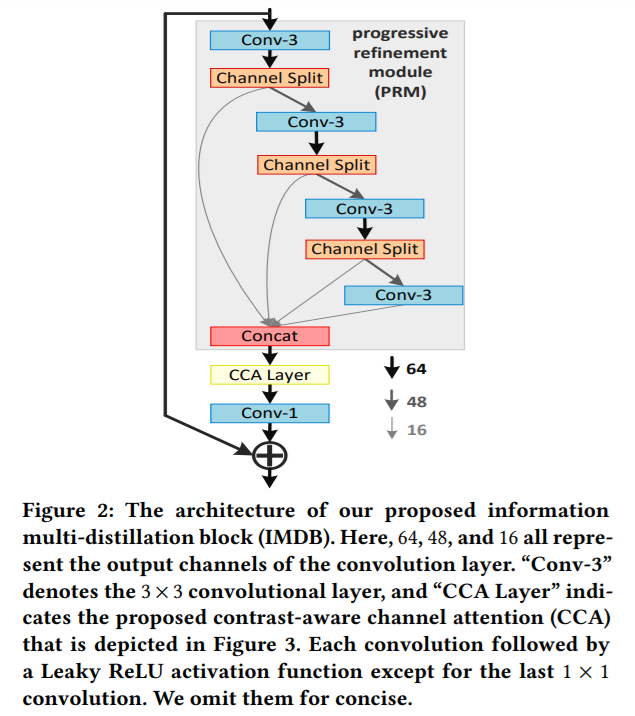 Conv-3
progressive
refinement
module
(PRM)
Channel Split
Conv-3
Channel Split
Conv-3
Channel Split
Conv-3
Concat
CCA Layer
Conv-1
64
48
16
Figure 2: The architecture of our proposed information
multi-distillation block (IMDB). Here, 64, 48, and 16 all repre-
sent the output channels of the convolution layer. “Conv-3”
denotes the 3 × 3 convolutional layer, and “CCA Layer” indi-
cates the proposed contrast-aware channel attention (CCA)
that is depicted in Figure 3. Each convolution followed by
a Leaky ReLU activation function except for the last 1 × 1
convolution. We omit them for concise.